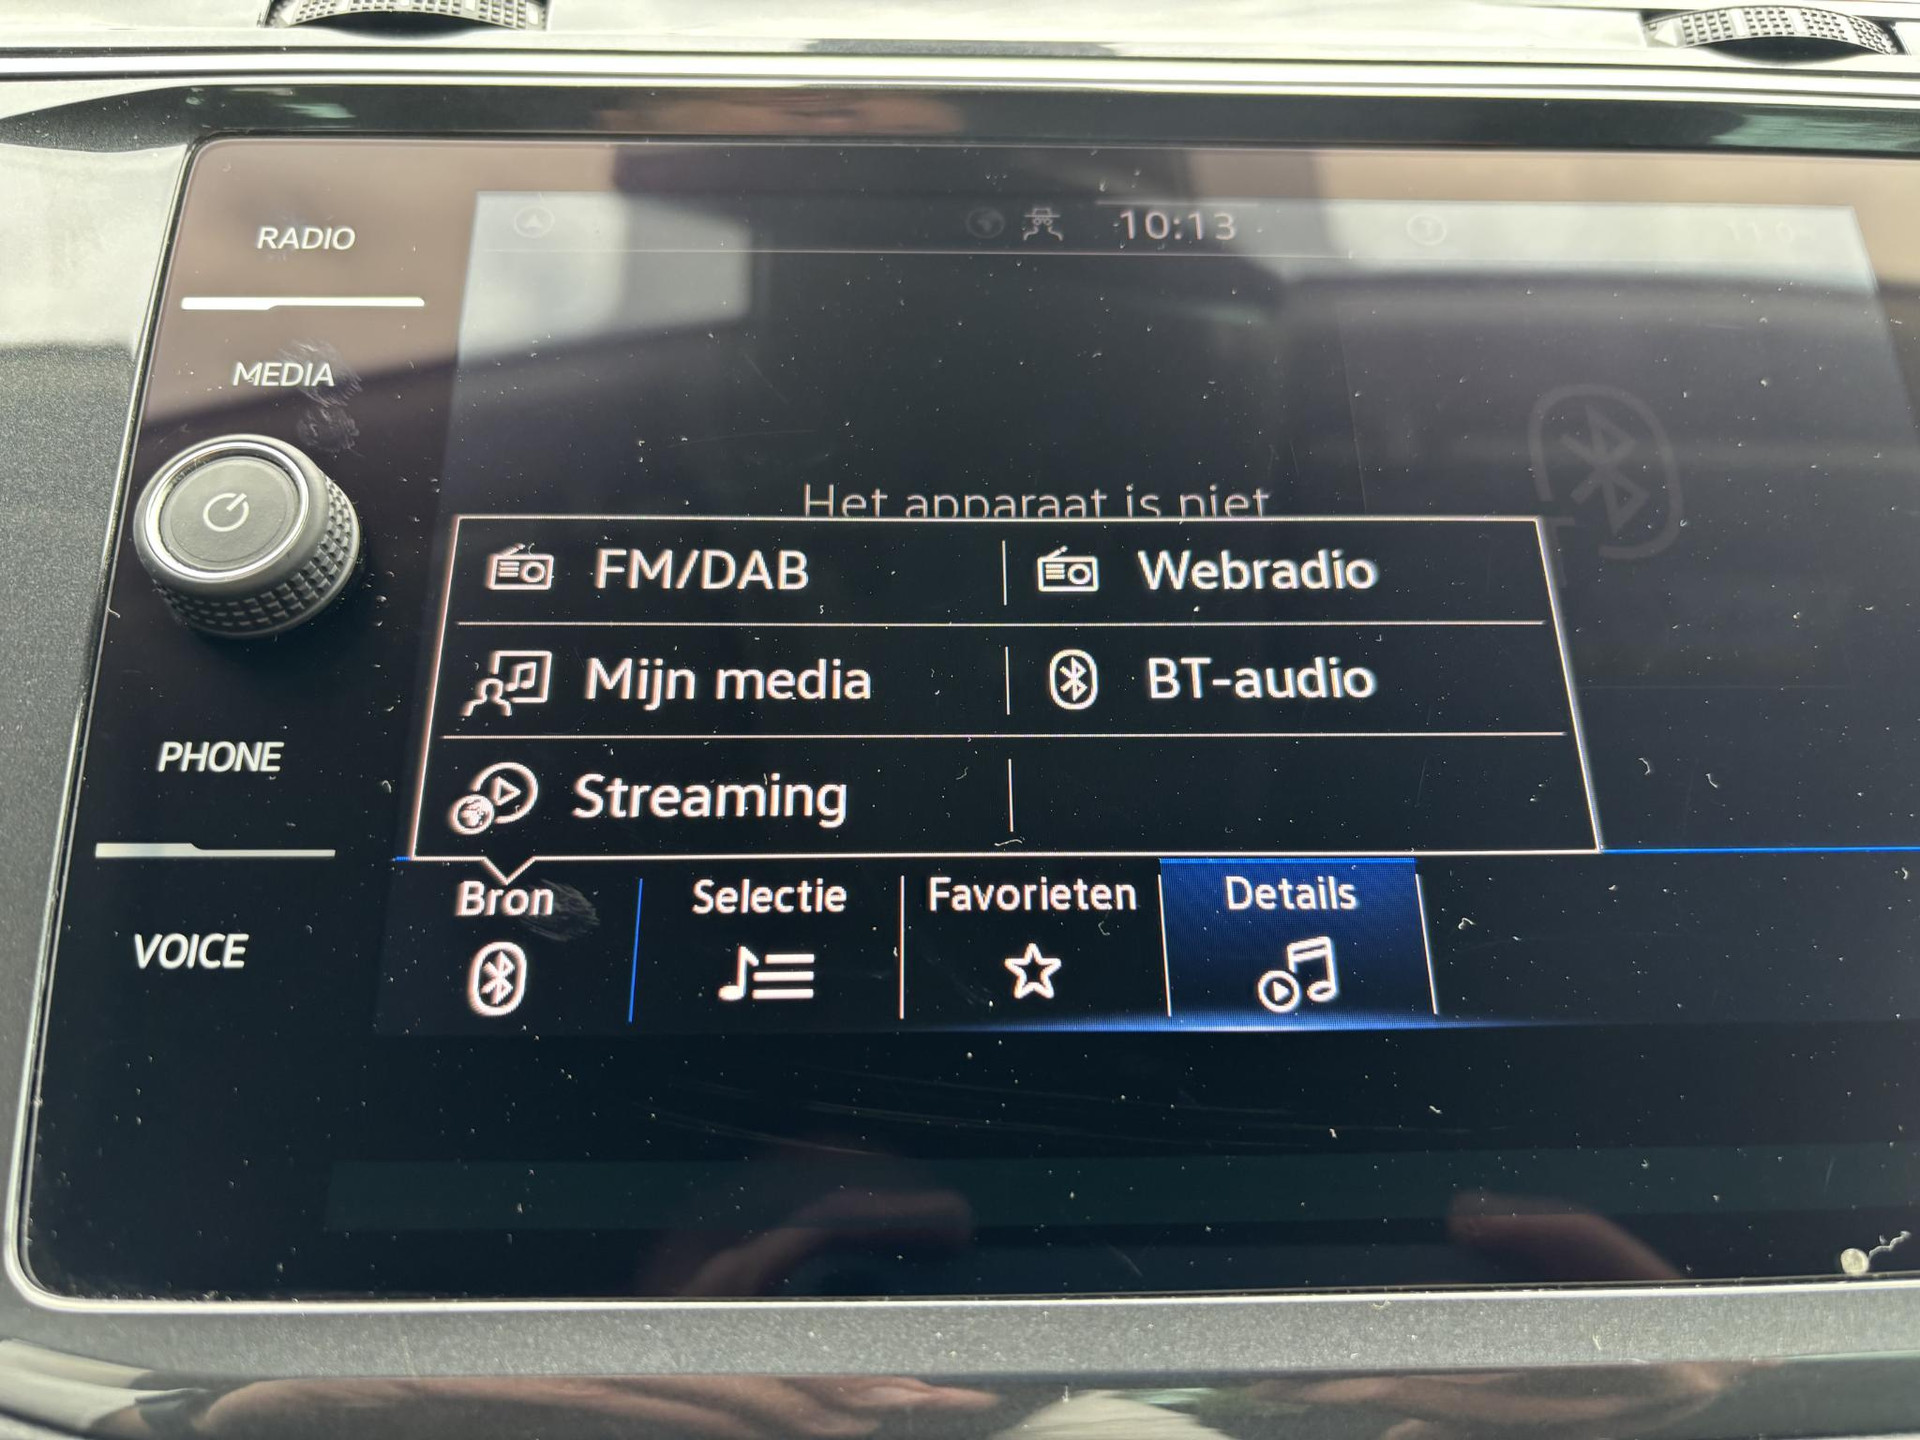 RADIO
10:13
MEDIA
Het apparaat is niet
FM/DAB
Webradio
Mijn media
BT-audio
PHONE
Streaming
Bron
Selectie
Favorieten
Details
VOICE